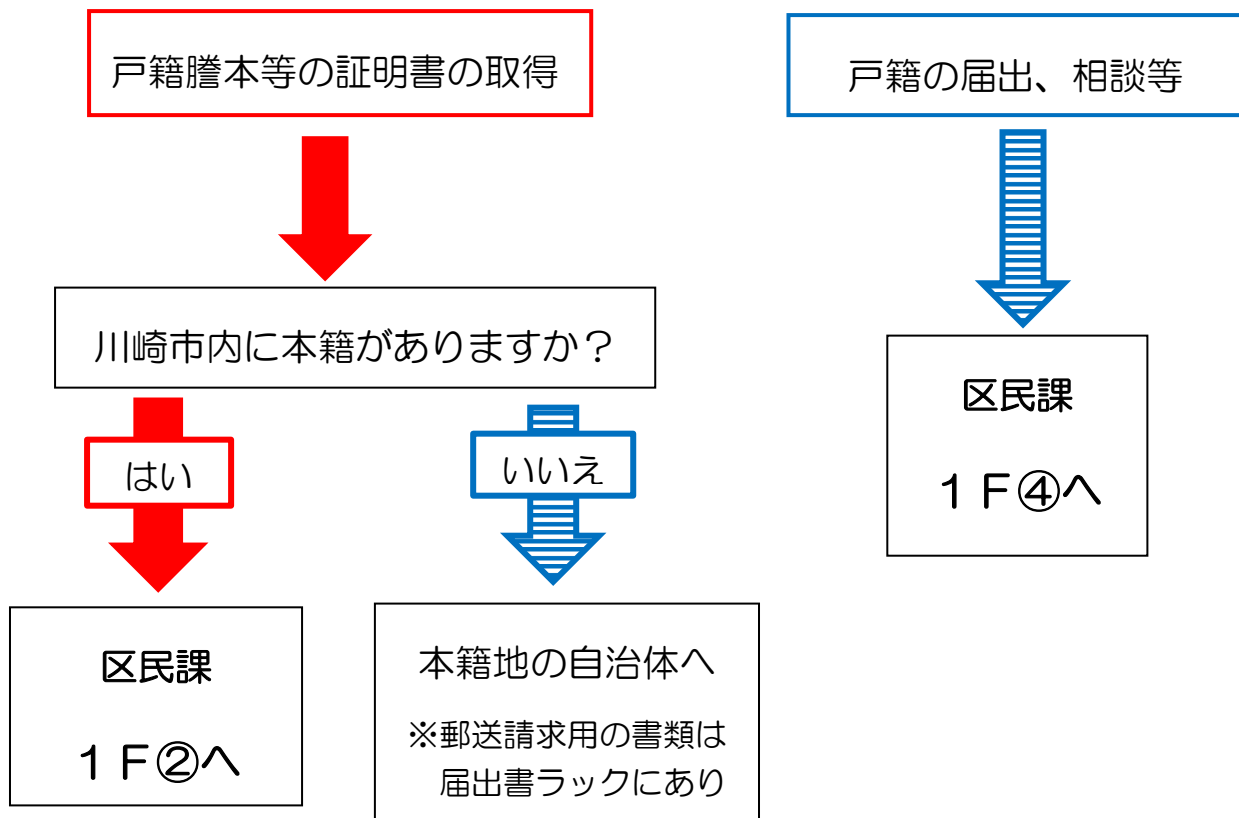 戸籍謄本等の証明書の取得
戸籍の届出、相談等
川崎市内に本籍がありますか？
はい
いいえ
区民課
１Ｆ④へ
区民課
１Ｆ②へ
本籍地の自治体へ
※郵送請求用の書類は
届出書ラックにあり